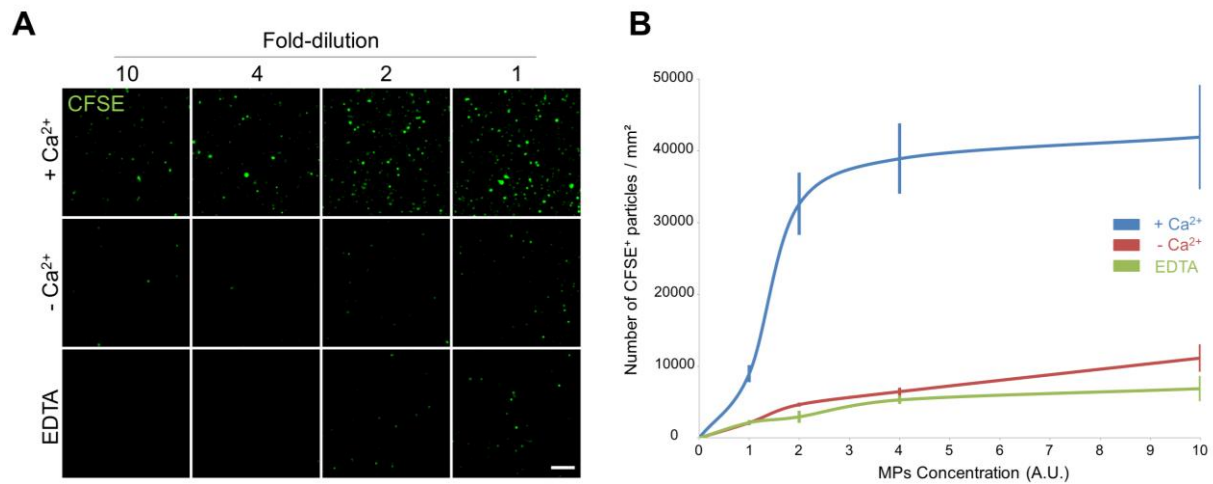 A
Fold-dilution
10 4 2 1
CFSE
+ Ca²⁺
- Ca²⁺
EDTA
B
Number of CFSE⁺ particles / mm²
50000
40000
30000
20000
10000
0
0 1 2 3 4 5 6 7 8 9 10
MPs Concentration (A.U.)
+ Ca²⁺
- Ca²⁺
EDTA